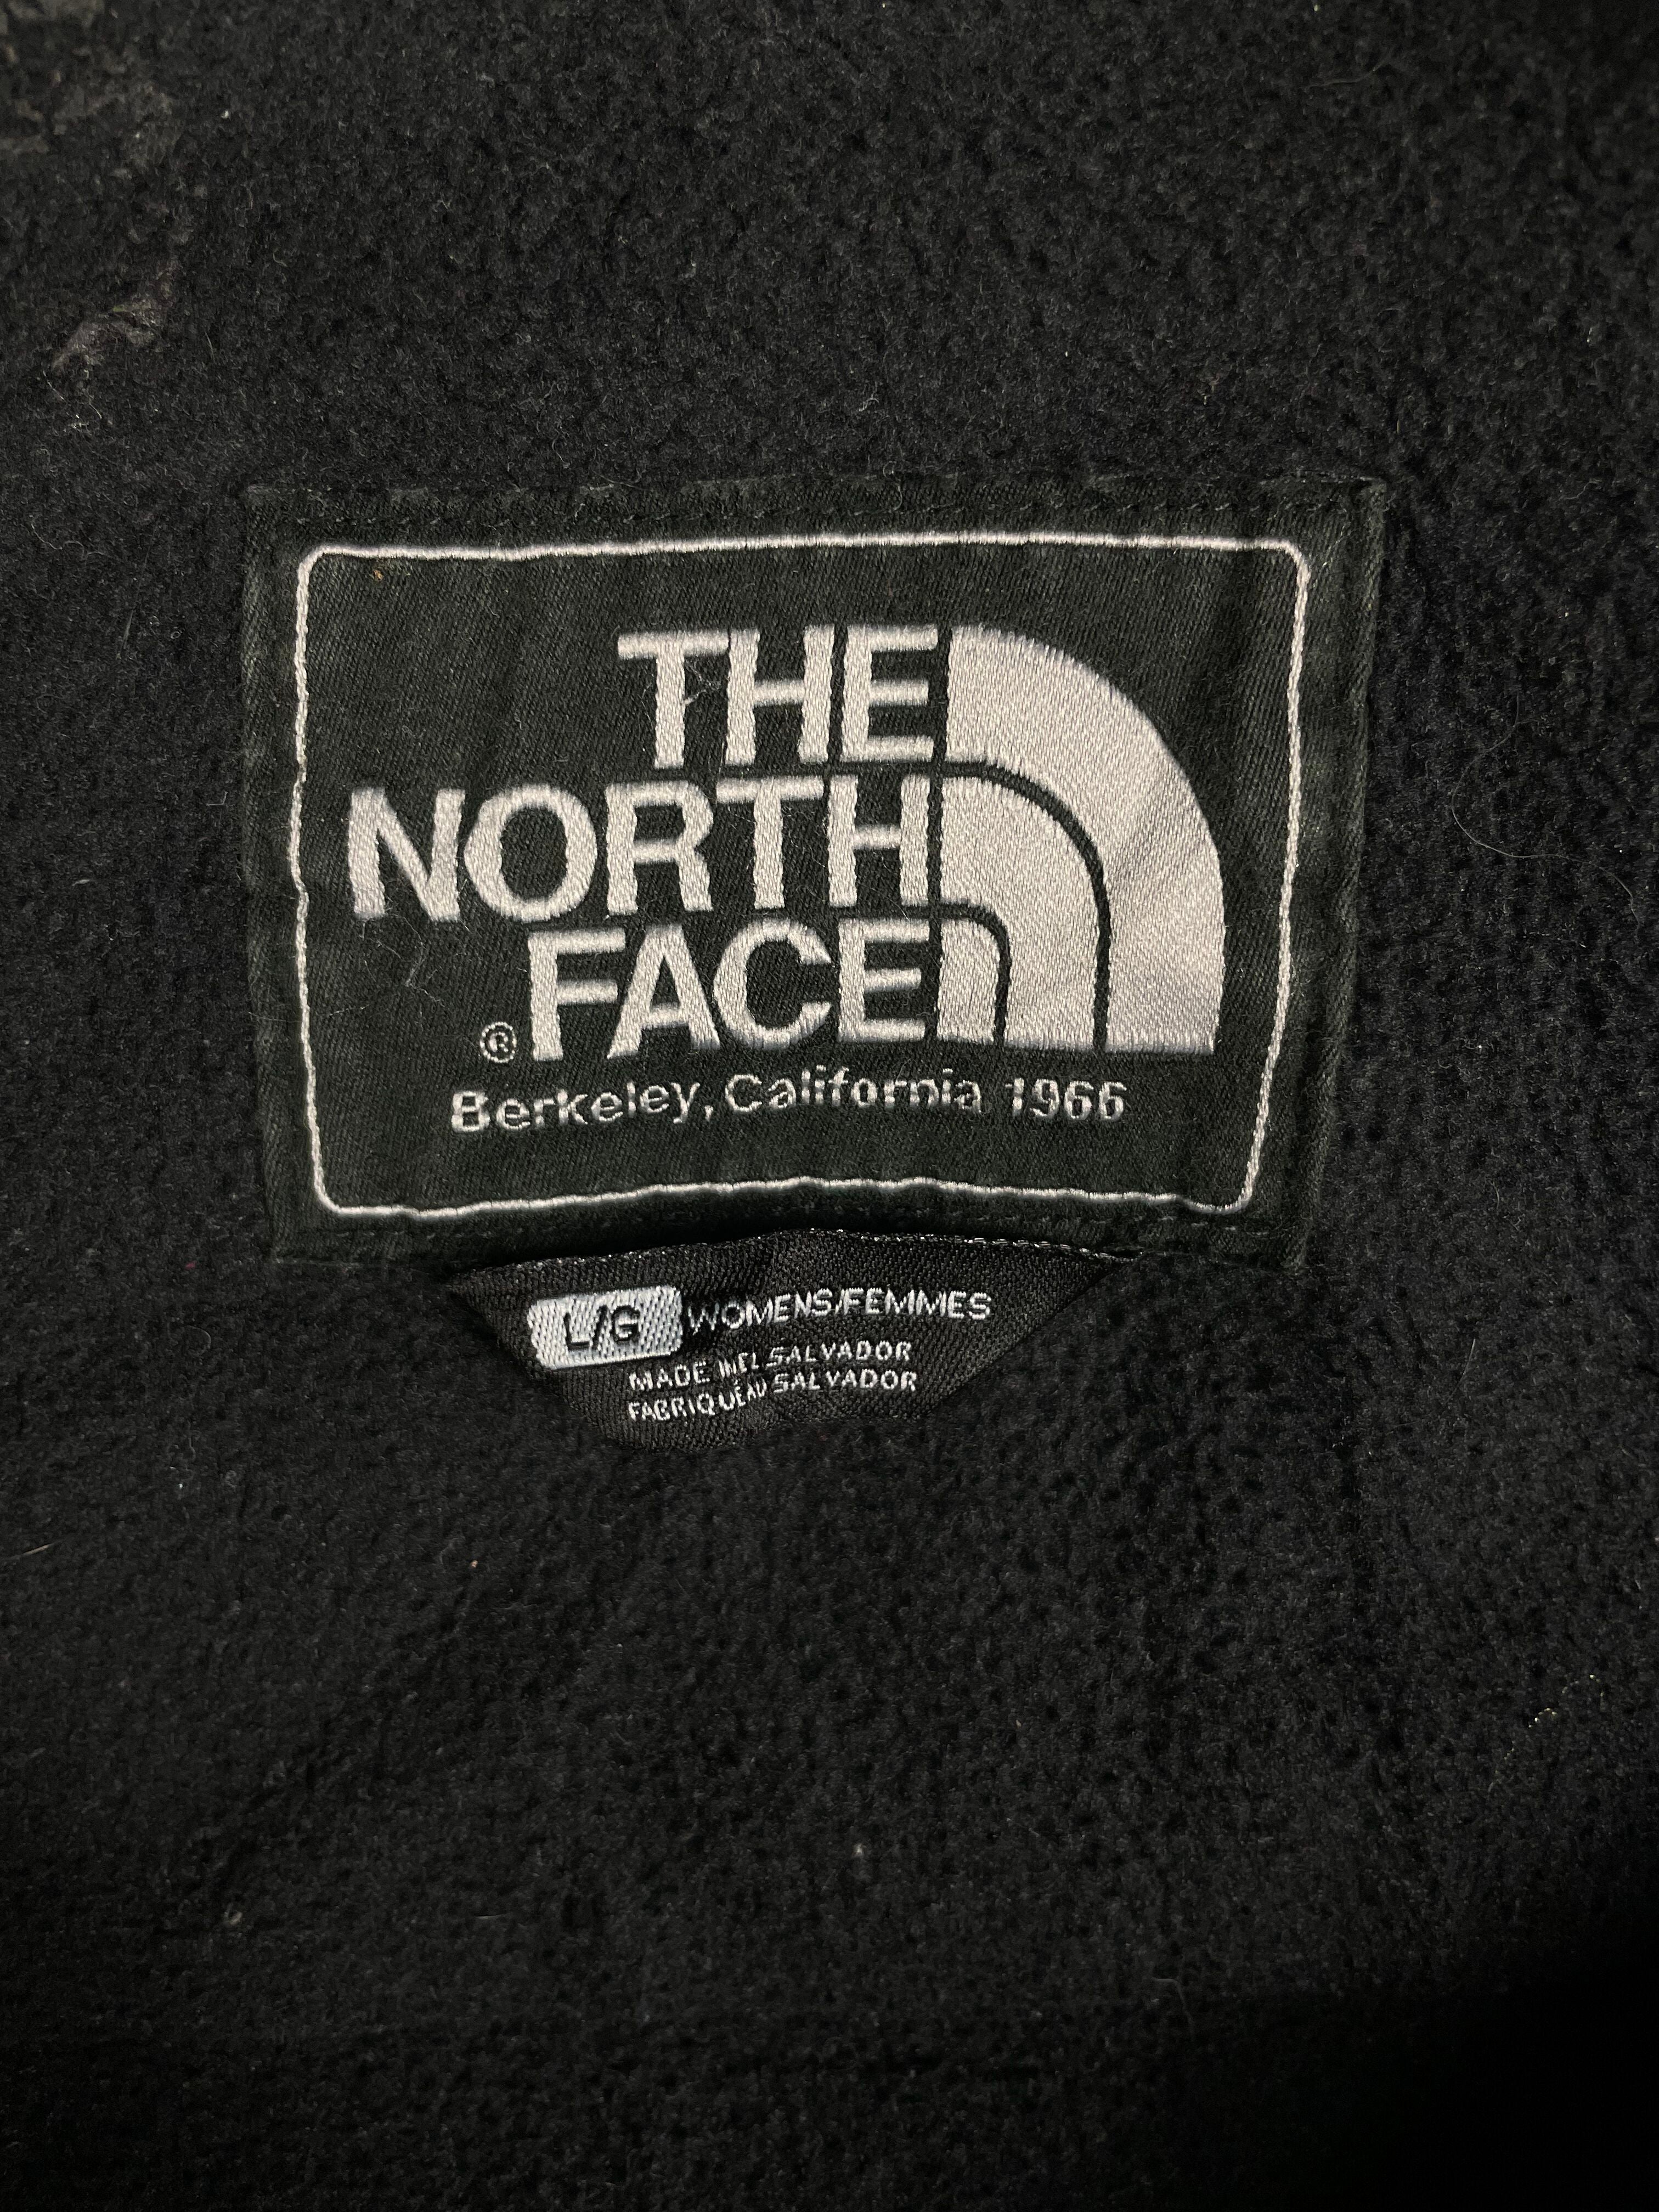 THE
NORTH
FACE
®
Berkeley, California 1966
L/G WOMENS/FEMMES
MADE IN EL SALVADOR
FABRIQUÉ AU SALVADOR